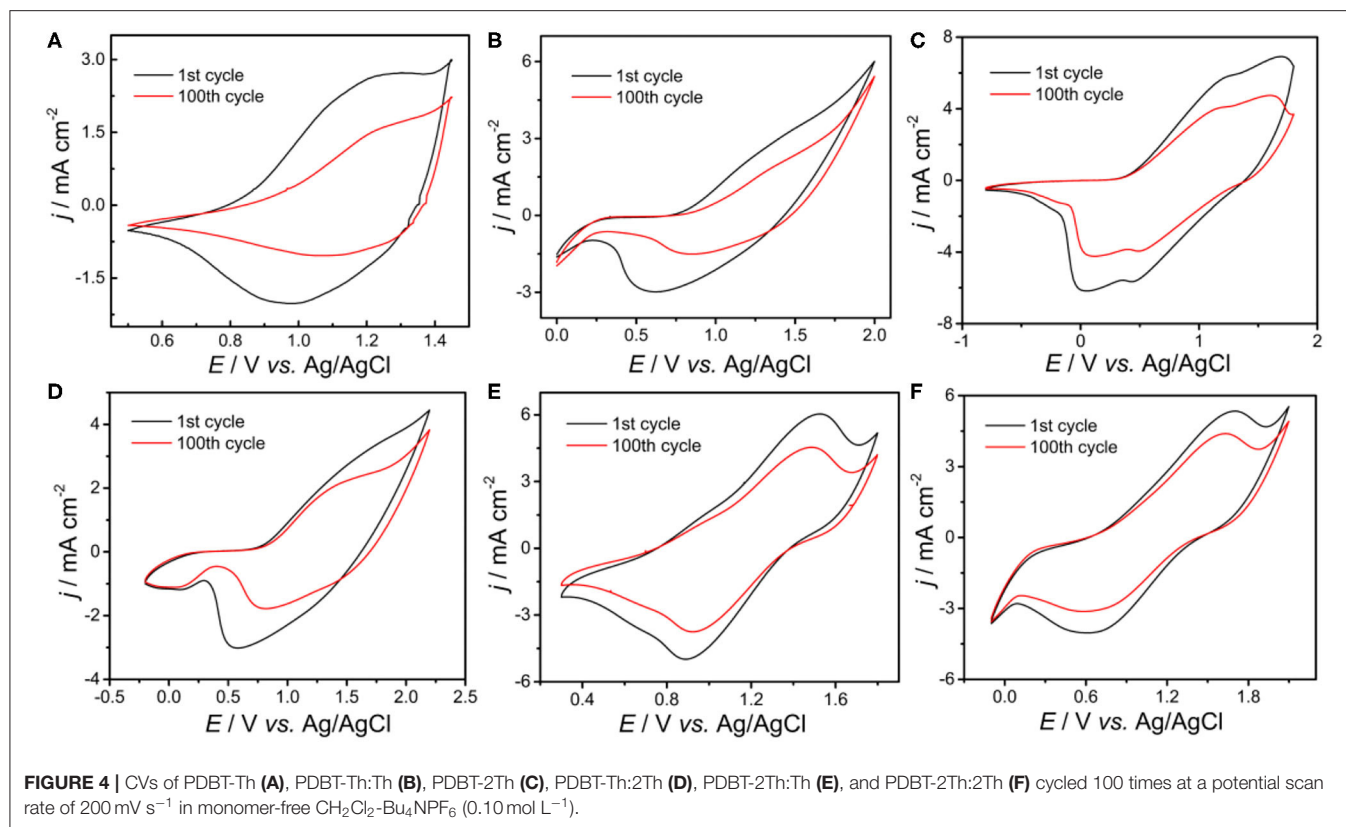 A
1st cycle
100th cycle
3.0
1.5
0.0
-1.5
j / mA cm⁻²
0.6 0.8 1.0 1.2 1.4
E / V vs. Ag/AgCl
B
1st cycle
100th cycle
6
3
0
-3
j / mA cm⁻²
0.0 0.5 1.0 1.5 2.0
E / V vs. Ag/AgCl
C
1st cycle
100th cycle
8
4
0
-4
-8
j / mA cm⁻²
-1 0 1 2
E / V vs. Ag/AgCl
D
1st cycle
100th cycle
4
2
0
-2
-4
j / mA cm⁻²
-0.5 0.0 0.5 1.0 1.5 2.0 2.5
E / V vs. Ag/AgCl
E
1st cycle
100th cycle
6
3
0
-3
-6
j / mA cm⁻²
0.4 0.8 1.2 1.6
E / V vs. Ag/AgCl
F
1st cycle
100th cycle
6
3
0
-3
-6
j / mA cm⁻²
0.0 0.6 1.2 1.8
E / V vs. Ag/AgCl
FIGURE 4 | CVs of PDBT-Th (A), PDBT-Th:Th (B), PDBT-2Th (C), PDBT-Th:2Th (D), PDBT-2Th:Th (E), and PDBT-2Th:2Th (F) cycled 100 times at a potential scan
rate of 200 mV s⁻¹ in monomer-free CH₂Cl₂-Bu₄NPF₆ (0.10 mol L⁻¹).